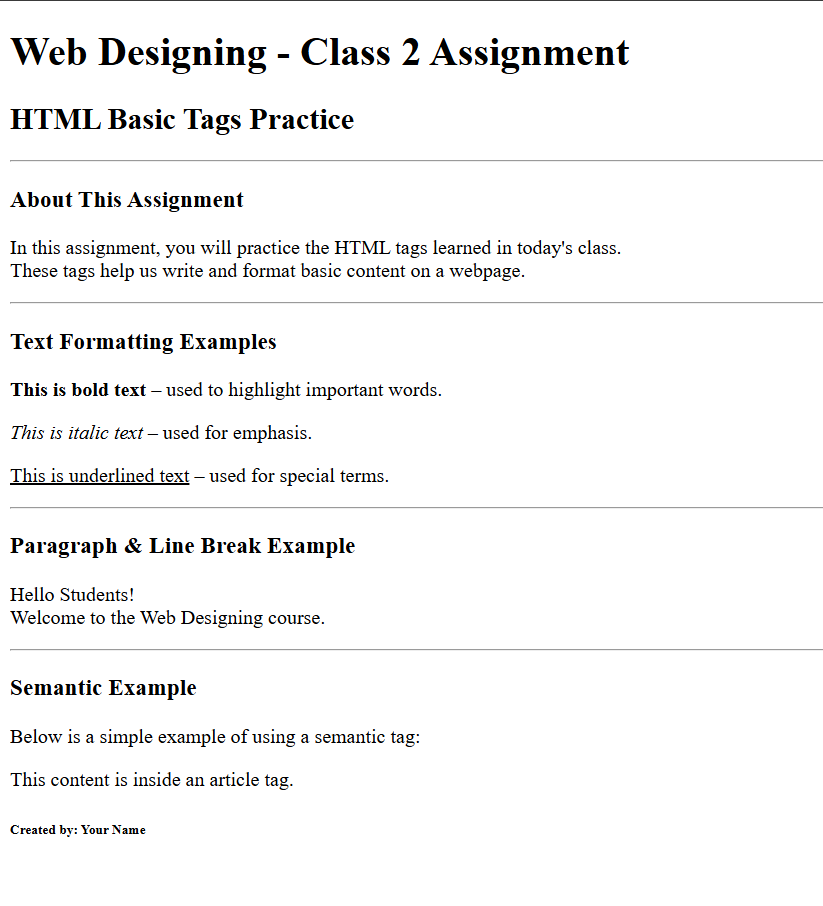 Web Designing - Class 2 Assignment
HTML Basic Tags Practice
About This Assignment
In this assignment, you will practice the HTML tags learned in today's class.
These tags help us write and format basic content on a webpage.
Text Formatting Examples
This is bold text – used to highlight important words.
This is italic text – used for emphasis.
This is underlined text – used for special terms.
Paragraph & Line Break Example
Hello Students!
Welcome to the Web Designing course.
Semantic Example
Below is a simple example of using a semantic tag:
This content is inside an article tag.
Created by: Your Name